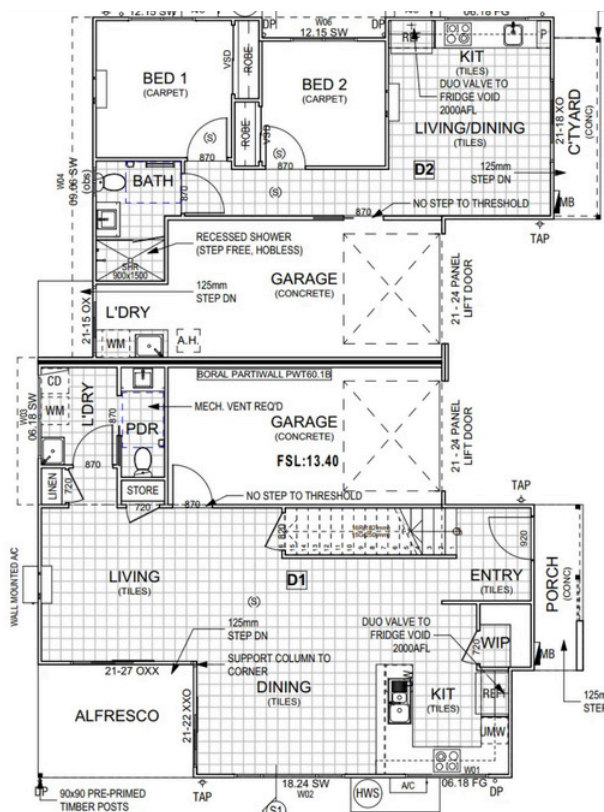 12.15 SW
DP
W06
12.15 SW
DP
06.18 FG
BED 1
(CARPET)
VSD
ROBE
ROBE
VSD
BED 2
(CARPET)
REF
KIT
(TILES)
P
DUO VALVE TO
FRIDGE VOID
2000AFL
LIVING/DINING
(TILES)
21-18 XO
C'TYARD
(CONC)
W04
09.06 SW
(obs)
BATH
870
870
870
S
S
S
D2
125mm
STEP DN
870
NO STEP TO THRESHOLD
MB
TAP
RECESSED SHOWER
(STEP FREE, HOBLESS)
SHR
900x1500
125mm
STEP DN
GARAGE
(CONCRETE)
21 - 24 PANEL
LIFT DOOR
21-15 OX
L'DRY
WM
A.H.
BORAL PARTIWALL PWT60.1B
W03
06.18 SW
CD
WM
L'DRY
870
870
MECH. VENT REQ'D
PDR
GARAGE
(CONCRETE)
FSL:13.40
21 - 24 PANEL
LIFT DOOR
LINEN
720
STORE
720
870
NO STEP TO THRESHOLD
TAP
820
920
WALL MOUNTED A/C
LIVING
(TILES)
S
D1
ENTRY
(TILES)
PORCH
(CONC)
125mm
STEP DN
DUO VALVE TO
FRIDGE VOID
2000AFL
720
WIP
MB
21-27 OXX
SUPPORT COLUMN TO
CORNER
DINING
(TILES)
KIT
(TILES)
REF
UMW
125m
STEP
ALFRESCO
21-22 XXO
DP
90x90 PRE-PRIMED
TIMBER POSTS
TAP
18.24 SW
W02
S1
HWS
A/C
W01
06.18 FG
DP